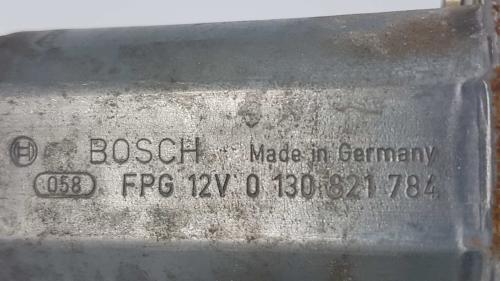 BOSCH Made in Germany
058 FPG 12V 0 130 821 784